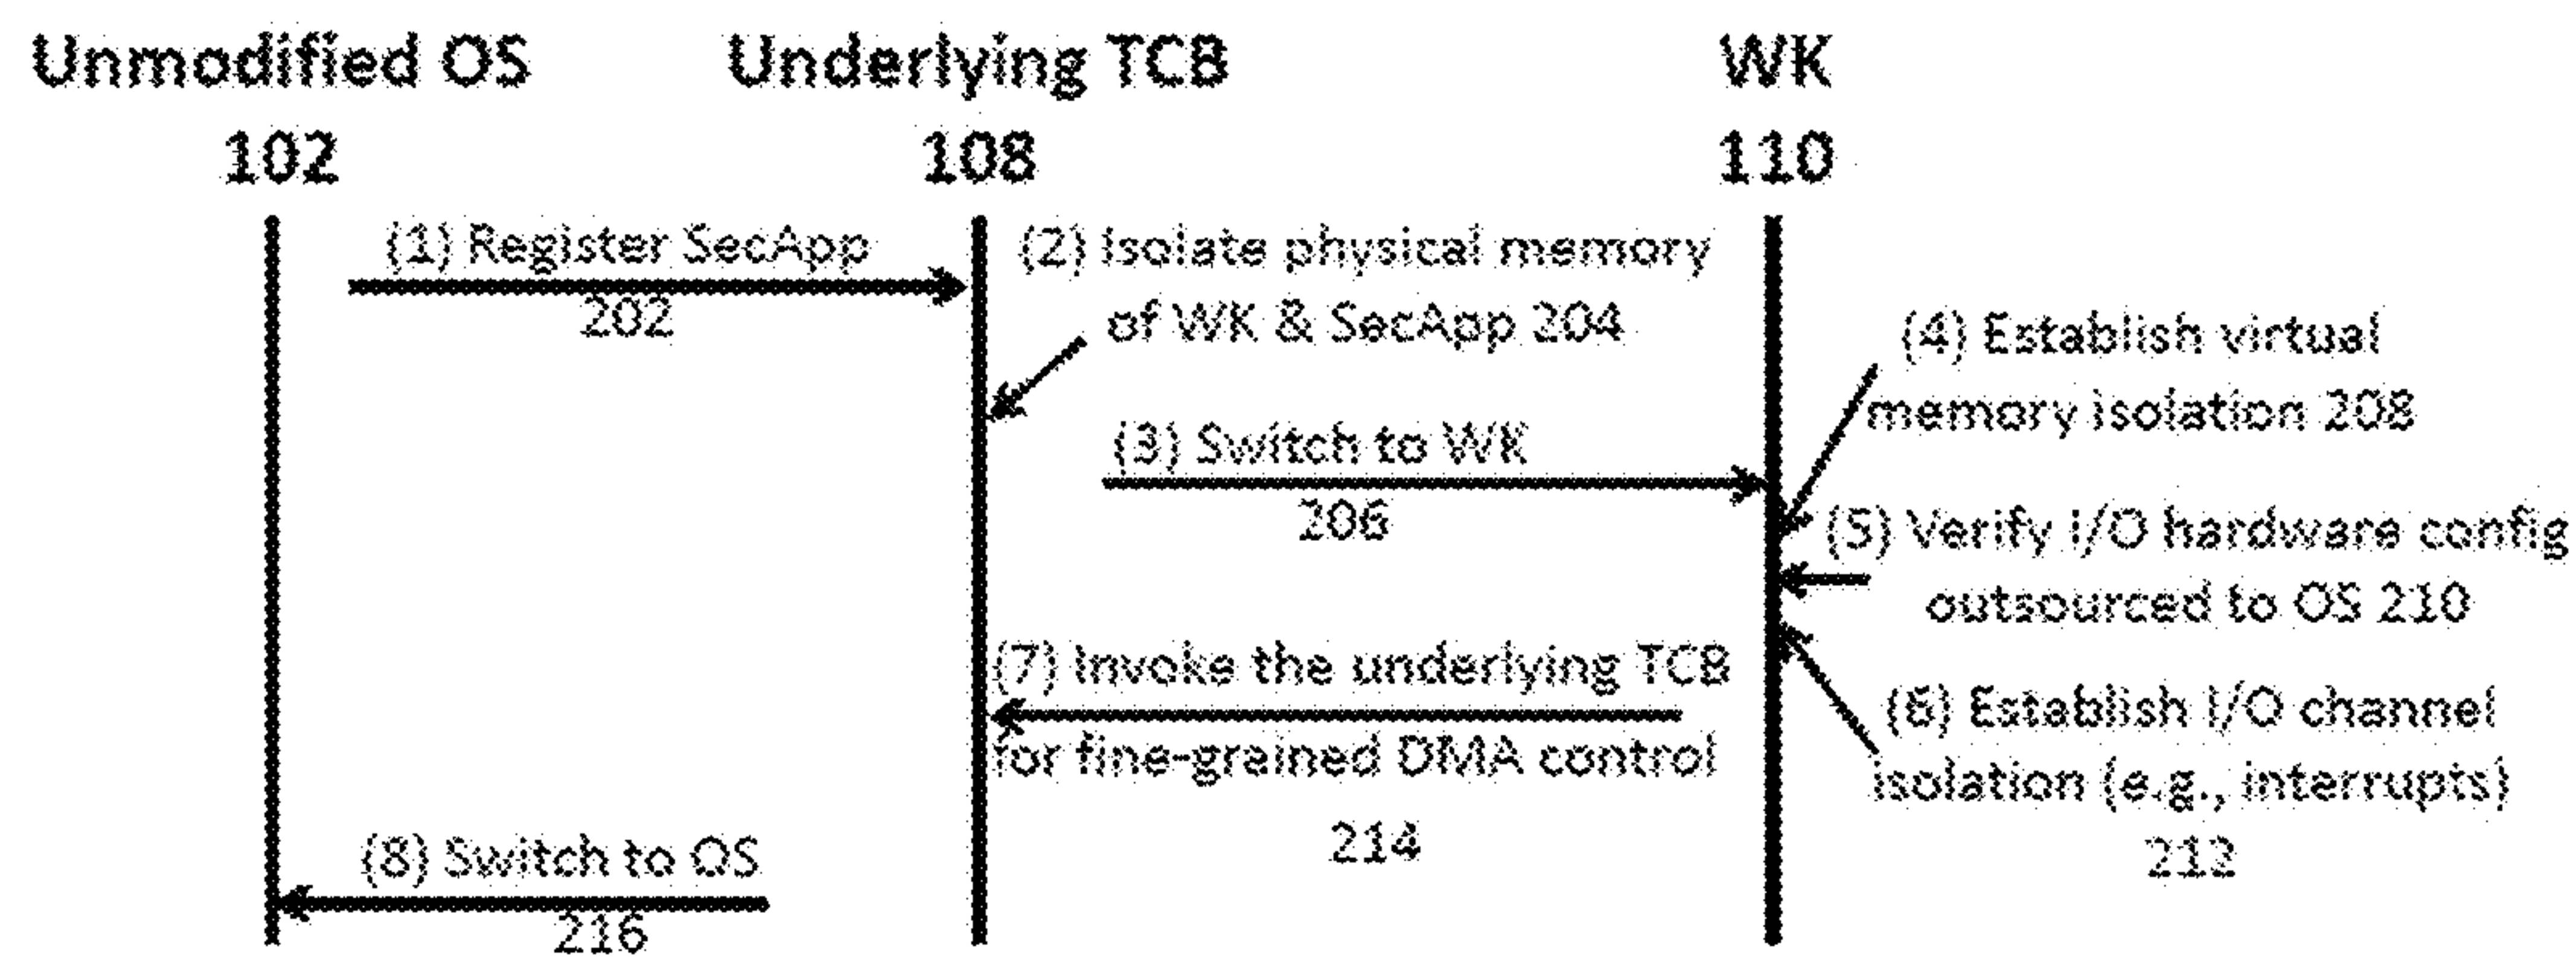 Unmodified OS
102
Underlying TCB
108
WK
110
(1) Register SecApp
202
(2) Isolate physical memory
of WK & SecApp 204
(3) Switch to WK
206
(4) Establish virtual
memory isolation 208
(5) Verify I/O hardware config
outsourced to OS 210
(6) Establish I/O channel
isolation (e.g., interrupts)
212
(7) Invoke the underlying TCB
for fine-grained DMA control
214
(8) Switch to OS
216